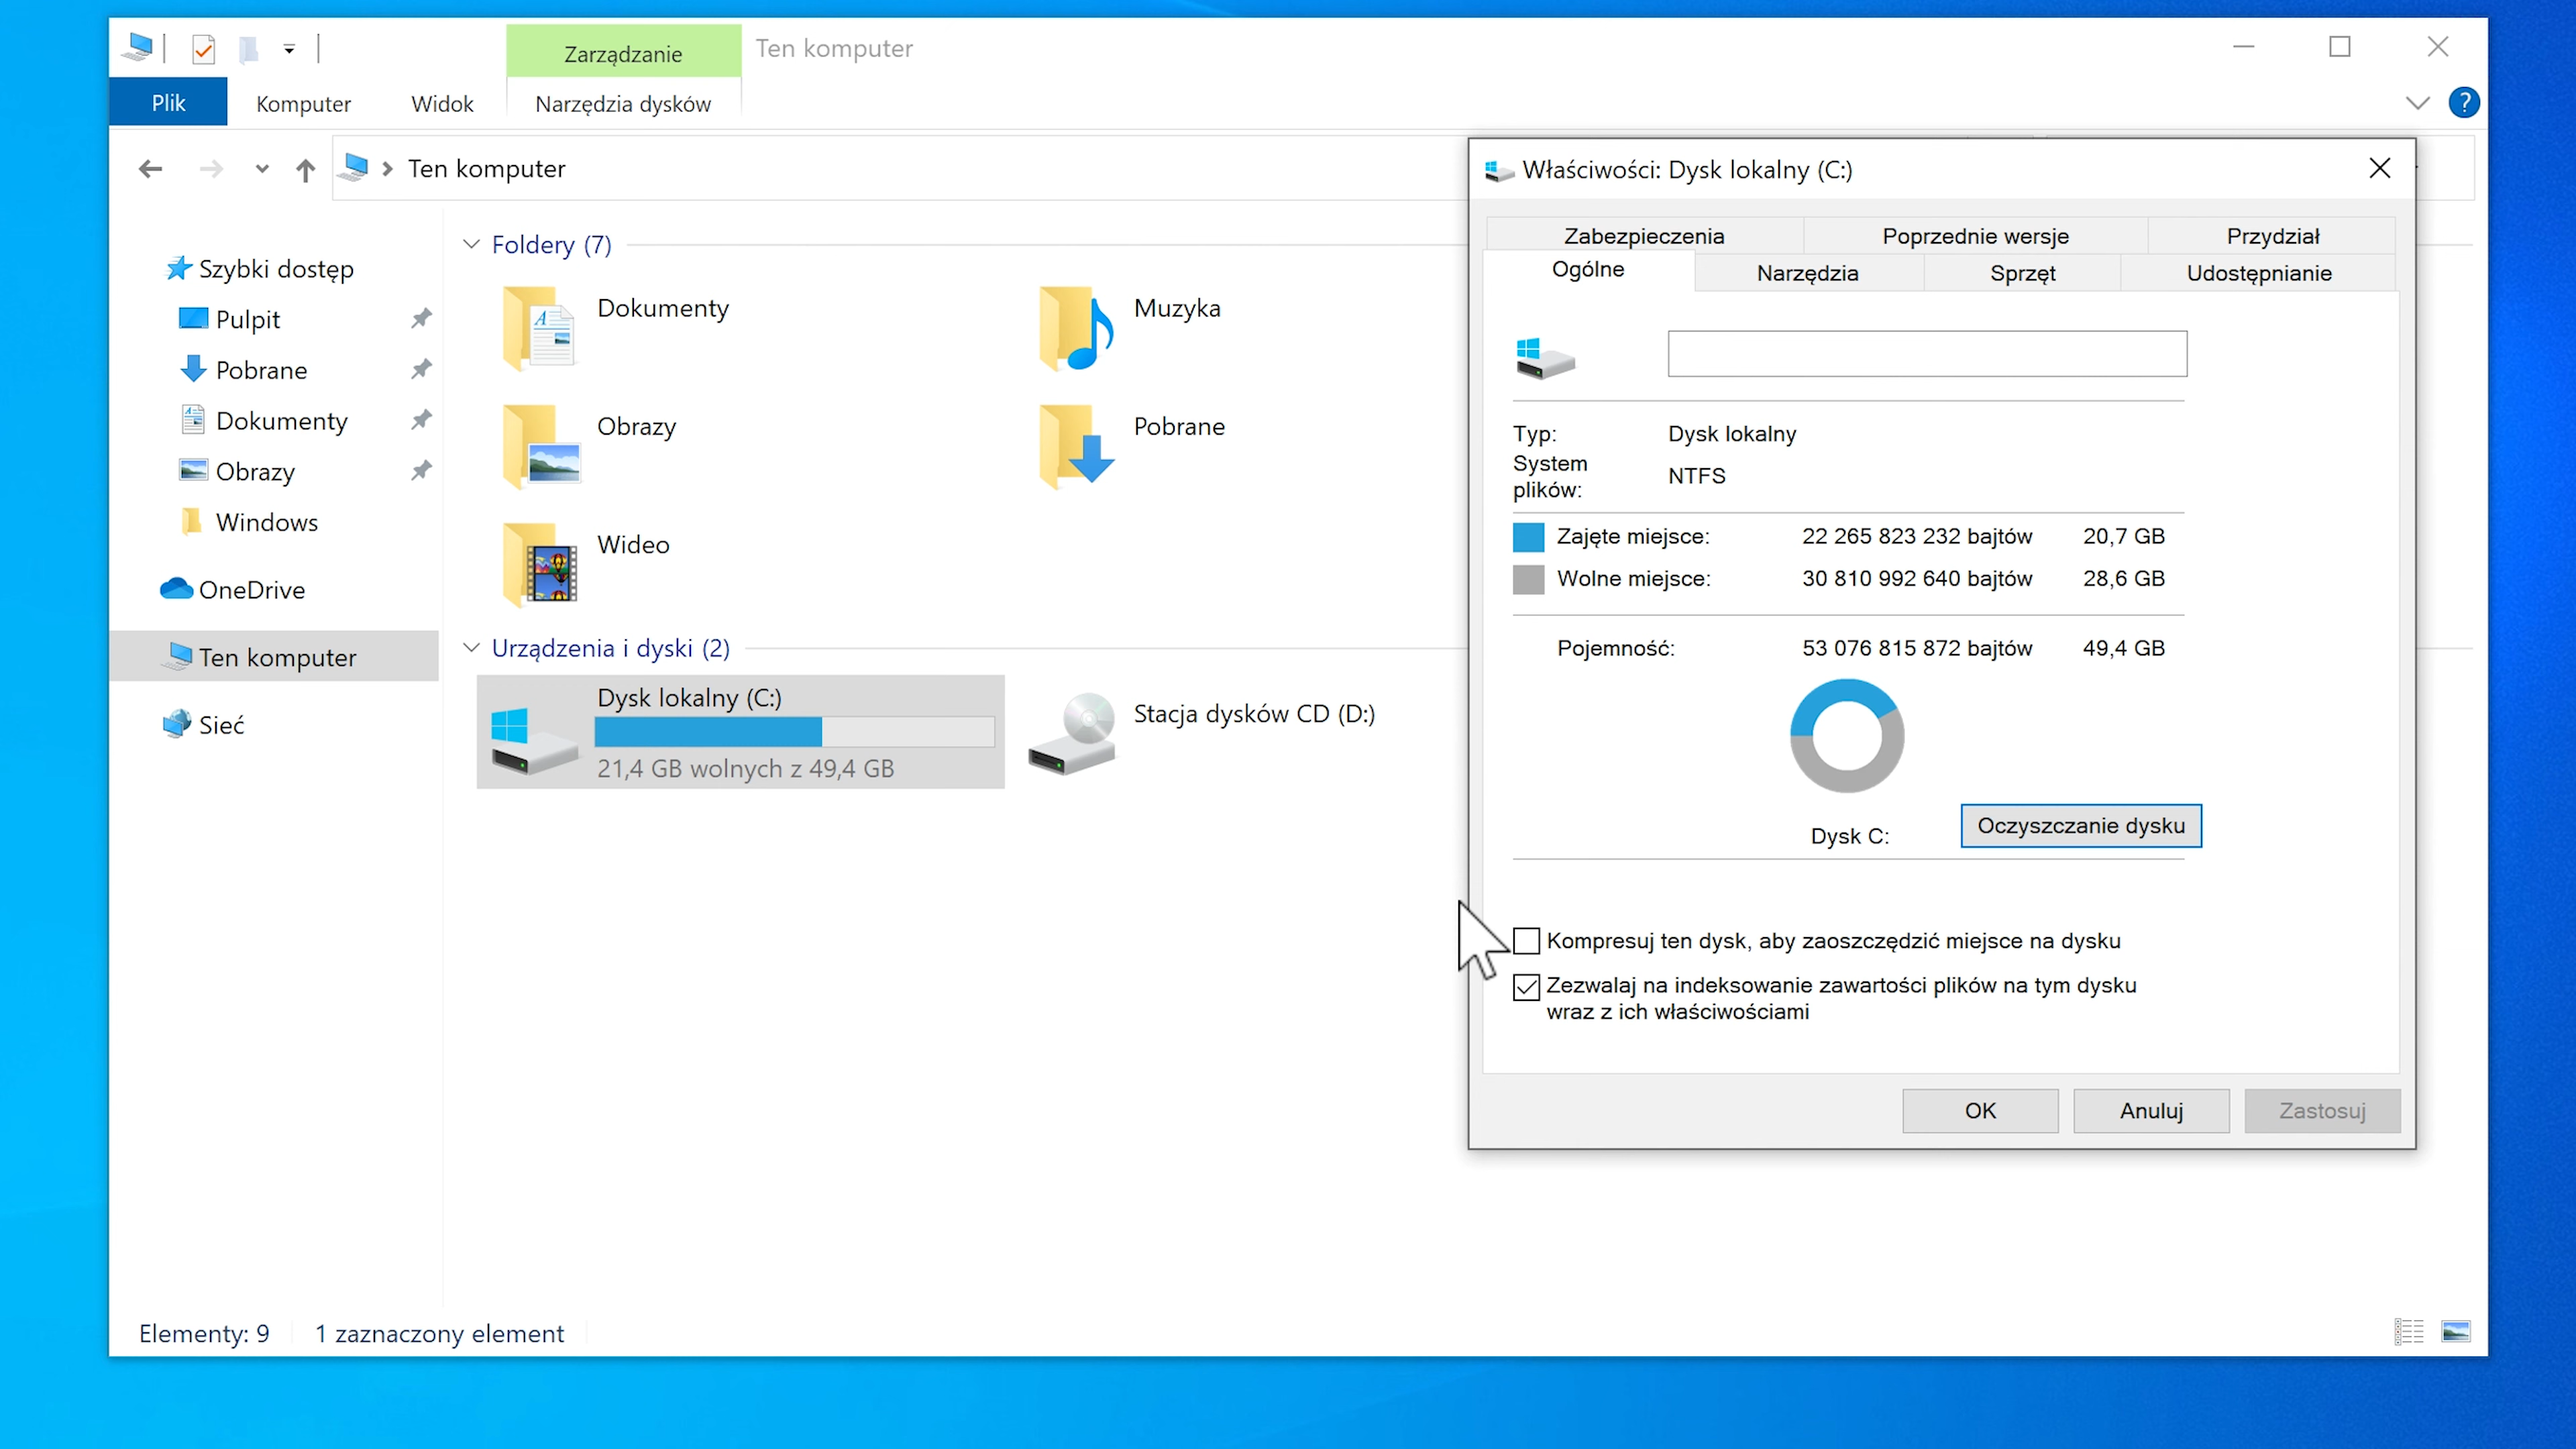 Zarządzanie
Ten komputer
Plik
Komputer
Widok
Narzędzia dysków
?
Ten komputer
Szybki dostęp
Pulpit
Pobrane
Dokumenty
Obrazy
Windows
OneDrive
Ten komputer
Sieć
Foldery (7)
Dokumenty
Muzyka
Obrazy
Pobrane
Wideo
Urządzenia i dyski (2)
Dysk lokalny (C:)
21,4 GB wolnych z 49,4 GB
Stacja dysków CD (D:)
Elementy: 9
1 zaznaczony element
Właściwości: Dysk lokalny (C:)
Zabezpieczenia
Poprzednie wersje
Przydział
Ogólne
Narzędzia
Sprzęt
Udostępnianie
Typ:
Dysk lokalny
System
plików:
NTFS
Zajęte miejsce:
22 265 823 232 bajtów
20,7 GB
Wolne miejsce:
30 810 992 640 bajtów
28,6 GB
Pojemność:
53 076 815 872 bajtów
49,4 GB
Dysk C:
Oczyszczanie dysku
Kompresuj ten dysk, aby zaoszczędzić miejsce na dysku
Zezwalaj na indeksowanie zawartości plików na tym dysku
wraz z ich właściwościami
OK
Anuluj
Zastosuj